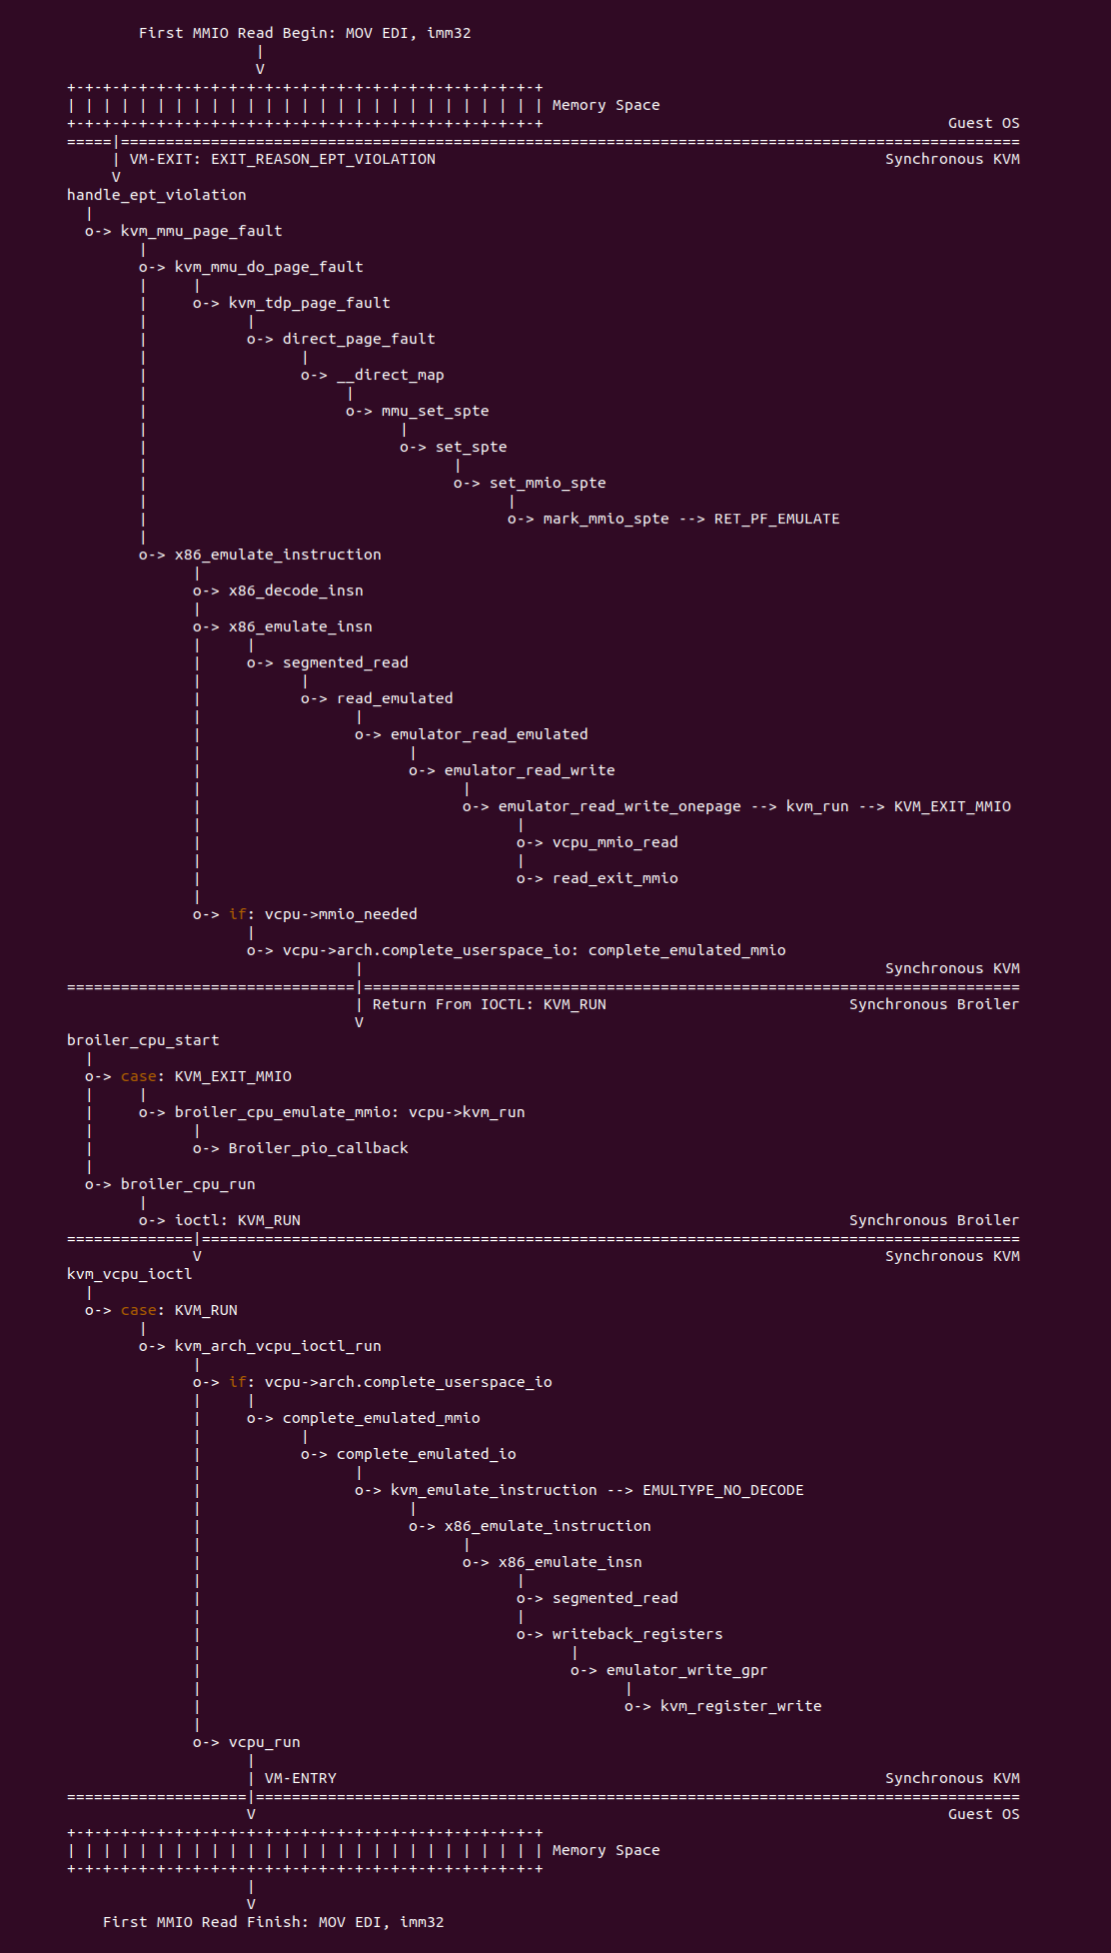 First MMIO Read Begin: MOV EDI, imm32
|
V
+-+-+-+-+-+-+-+-+-+-+-+-+-+-+-+-+-+-+-+-+-+-+-+-+-+-+
| | | | | | | | | | | | | | | | | | | | | | | | | | | Memory Space
+-+-+-+-+-+-+-+-+-+-+-+-+-+-+-+-+-+-+-+-+-+-+-+-+-+-+ Guest OS
=====|====================================================================================================
| VM-EXIT: EXIT_REASON_EPT_VIOLATION Synchronous KVM
V
handle_ept_violation
|
o-> kvm_mmu_page_fault
|
o-> kvm_mmu_do_page_fault
| |
| o-> kvm_tdp_page_fault
| |
| o-> direct_page_fault
| |
| o-> __direct_map
| |
| o-> mmu_set_spte
| |
| o-> set_spte
| |
| o-> set_mmio_spte
| |
| o-> mark_mmio_spte --> RET_PF_EMULATE
|
o-> x86_emulate_instruction
|
o-> x86_decode_insn
|
o-> x86_emulate_insn
| |
| o-> segmented_read
| |
| o-> read_emulated
| |
| o-> emulator_read_emulated
| |
| o-> emulator_read_write
| |
| o-> emulator_read_write_onepage --> kvm_run --> KVM_EXIT_MMIO
| |
| o-> vcpu_mmio_read
| |
| o-> read_exit_mmio
|
o-> if: vcpu->mmio_needed
|
o-> vcpu->arch.complete_userspace_io: complete_emulated_mmio
| Synchronous KVM
================================|=========================================================================
| Return From IOCTL: KVM_RUN Synchronous Broiler
V
broiler_cpu_start
|
o-> case: KVM_EXIT_MMIO
| |
| o-> broiler_cpu_emulate_mmio: vcpu->kvm_run
| |
| o-> Broiler_pio_callback
|
o-> broiler_cpu_run
|
o-> ioctl: KVM_RUN Synchronous Broiler
==============|===========================================================================================
V Synchronous KVM
kvm_vcpu_ioctl
|
o-> case: KVM_RUN
|
o-> kvm_arch_vcpu_ioctl_run
|
o-> if: vcpu->arch.complete_userspace_io
| |
| o-> complete_emulated_mmio
| |
| o-> complete_emulated_io
| |
| o-> kvm_emulate_instruction --> EMULTYPE_NO_DECODE
| |
| o-> x86_emulate_instruction
| |
| o-> x86_emulate_insn
| |
| o-> segmented_read
| |
| o-> writeback_registers
| |
| o-> emulator_write_gpr
| |
| o-> kvm_register_write
|
o-> vcpu_run
|
| VM-ENTRY Synchronous KVM
====================|=====================================================================================
V Guest OS
+-+-+-+-+-+-+-+-+-+-+-+-+-+-+-+-+-+-+-+-+-+-+-+-+-+-+
| | | | | | | | | | | | | | | | | | | | | | | | | | | Memory Space
+-+-+-+-+-+-+-+-+-+-+-+-+-+-+-+-+-+-+-+-+-+-+-+-+-+-+
|
V
First MMIO Read Finish: MOV EDI, imm32